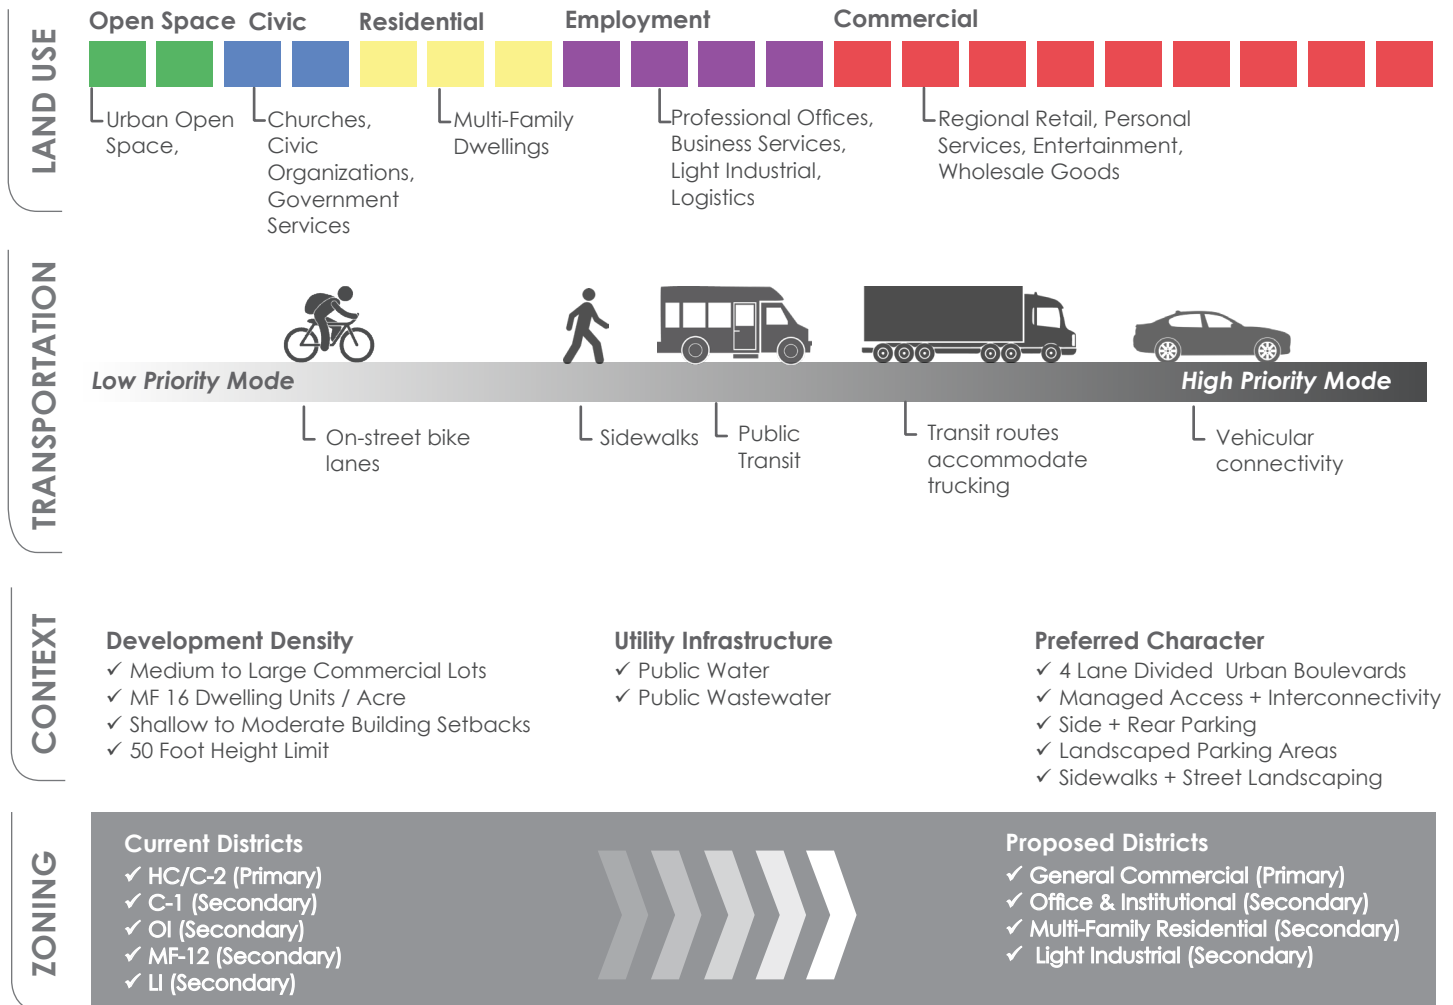 LAND USE
Open Space
Civic
Residential
Employment
Commercial
Urban Open
Space,
Churches,
Civic
Organizations,
Government
Services
Multi-Family
Dwellings
Professional Offices,
Business Services,
Light Industrial,
Logistics
Regional Retail, Personal
Services, Entertainment,
Wholesale Goods
TRANSPORTATION
Low Priority Mode
High Priority Mode
On-street bike
lanes
Sidewalks
Public
Transit
Transit routes
accommodate
trucking
Vehicular
connectivity
CONTEXT
Development Density
✓ Medium to Large Commercial Lots
✓ MF 16 Dwelling Units / Acre
✓ Shallow to Moderate Building Setbacks
✓ 50 Foot Height Limit
Utility Infrastructure
✓ Public Water
✓ Public Wastewater
Preferred Character
✓ 4 Lane Divided Urban Boulevards
✓ Managed Access + Interconnectivity
✓ Side + Rear Parking
✓ Landscaped Parking Areas
✓ Sidewalks + Street Landscaping
ZONING
Current Districts
✓ HC/C-2 (Primary)
✓ C-1 (Secondary)
✓ OI (Secondary)
✓ MF-12 (Secondary)
✓ LI (Secondary)
Proposed Districts
✓ General Commercial (Primary)
✓ Office & Institutional (Secondary)
✓ Multi-Family Residential (Secondary)
✓ Light Industrial (Secondary)